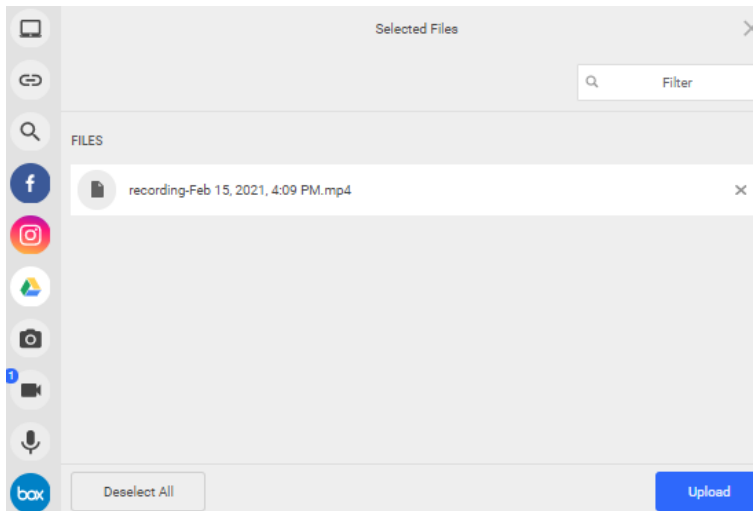 Selected Files
Filter
FILES
recording-Feb 15, 2021, 4:09 PM.mp4
f
1
box
Deselect All
Upload